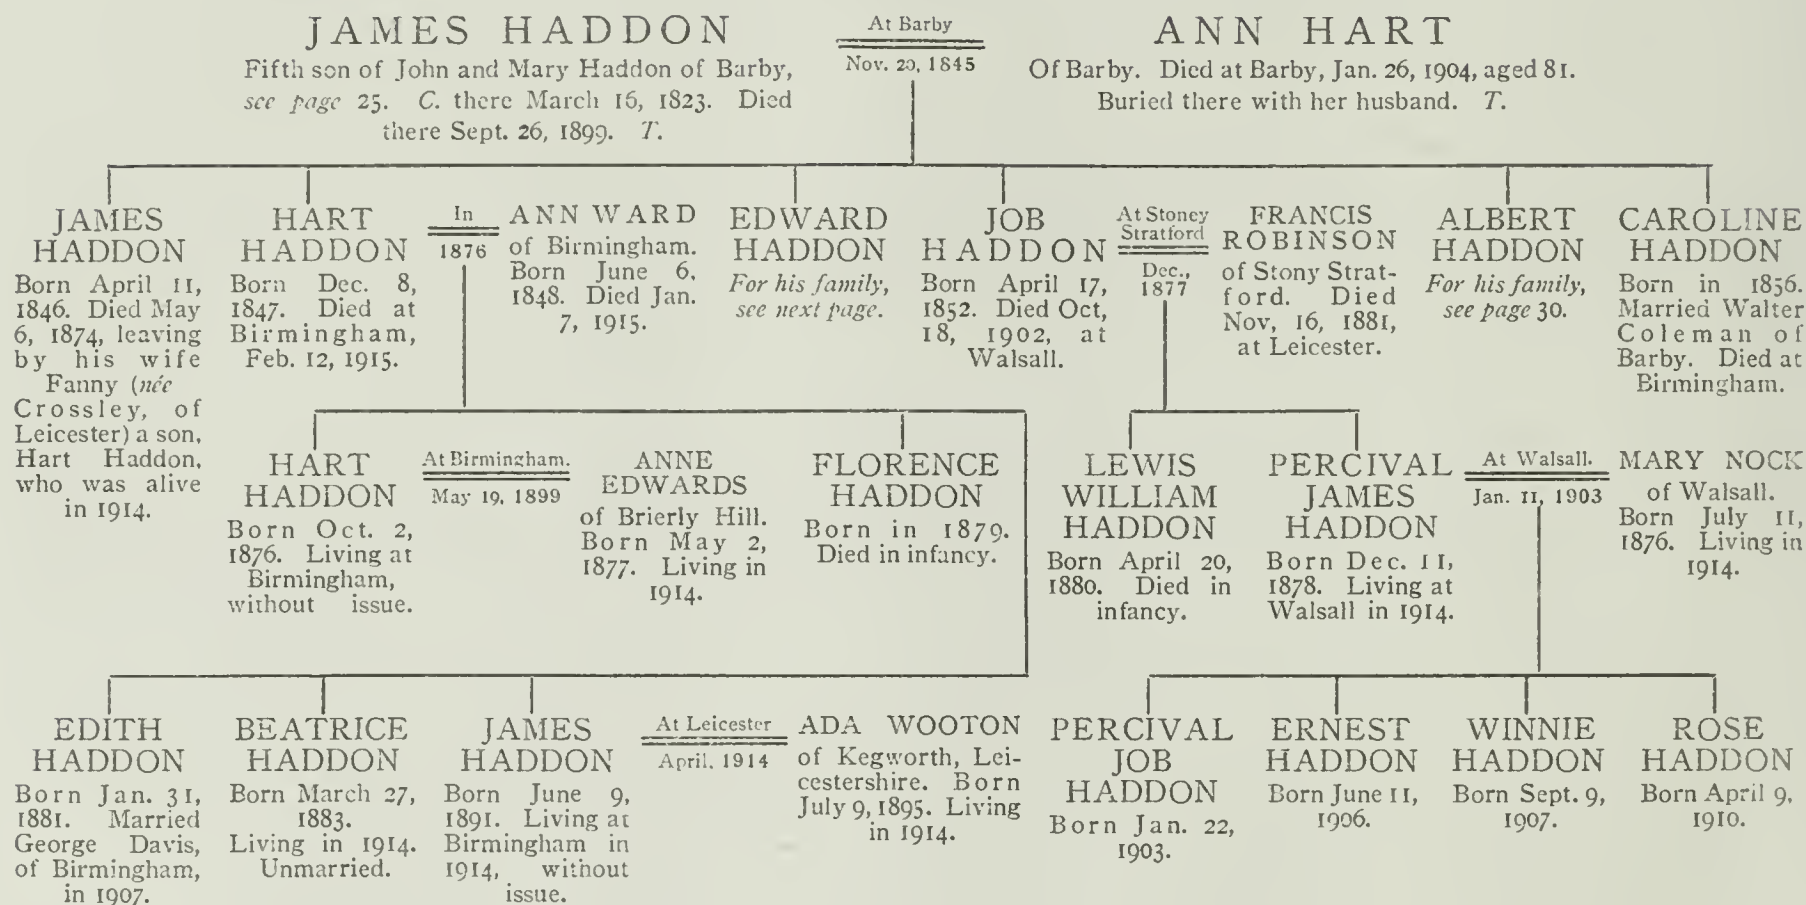 JAMES HADDON
Fifth son of John and Mary Haddon of Barby,
see page 25. C. there March 16, 1823. Died
there Sept. 26, 1899. T.
At Barby
Nov. 20, 1845
ANN HART
Of Barby. Died at Barby, Jan. 26, 1904, aged 81.
Buried there with her husband. T.
JAMES
HADDON
Born April 11,
1846. Died May
6, 1874, leaving
by his wife
Fanny (née
Crossley, of
Leicester) a son,
Hart Haddon,
who was alive
in 1914.
HART
HADDON
Born Dec. 8,
1847. Died at
Birmingham,
Feb. 12, 1915.
In
1876
ANN WARD
of Birmingham.
Born June 6,
1848. Died Jan.
7, 1915.
EDWARD
HADDON
For his family,
see next page.
JOB
HADDON
Born April 17,
1852. Died Oct,
18, 1902, at
Walsall.
At Stoney
Stratford
Dec.,
1877
FRANCIS
ROBINSON
of Stony Strat-
ford. Died
Nov, 16, 1881,
at Leicester.
ALBERT
HADDON
For his family,
see page 30.
CAROLINE
HADDON
Born in 1856.
Married Walter
Coleman of
Barby. Died at
Birmingham.
HART
HADDON
Born Oct. 2,
1876. Living at
Birmingham,
without issue.
At Birmingham.
May 19, 1899
ANNE
EDWARDS
of Brierly Hill.
Born May 2,
1877. Living in
1914.
FLORENCE
HADDON
Born in 1879.
Died in infancy.
LEWIS
WILLIAM
HADDON
Born April 20,
1880. Died in
infancy.
PERCIVAL
JAMES
HADDON
Born Dec. 11,
1878. Living at
Walsall in 1914.
At Walsall.
Jan. 11, 1903
MARY NOCK
of Walsall.
Born July 11,
1876. Living in
1914.
EDITH
HADDON
Born Jan. 31,
1881. Married
George Davis,
of Birmingham,
in 1907.
BEATRICE
HADDON
Born March 27,
1883.
Living in 1914.
Unmarried.
JAMES
HADDON
Born June 9,
1891. Living at
Birmingham in
1914, without
issue.
At Leicester
April, 1914
ADA WOOTON
of Kegworth, Lei-
cestershire. Born
July 9, 1895. Living
in 1914.
PERCIVAL
JOB
HADDON
Born Jan. 22,
1903.
ERNEST
HADDON
Born June 11,
1906.
WINNIE
HADDON
Born Sept. 9,
1907.
ROSE
HADDON
Born April 9,
1910.